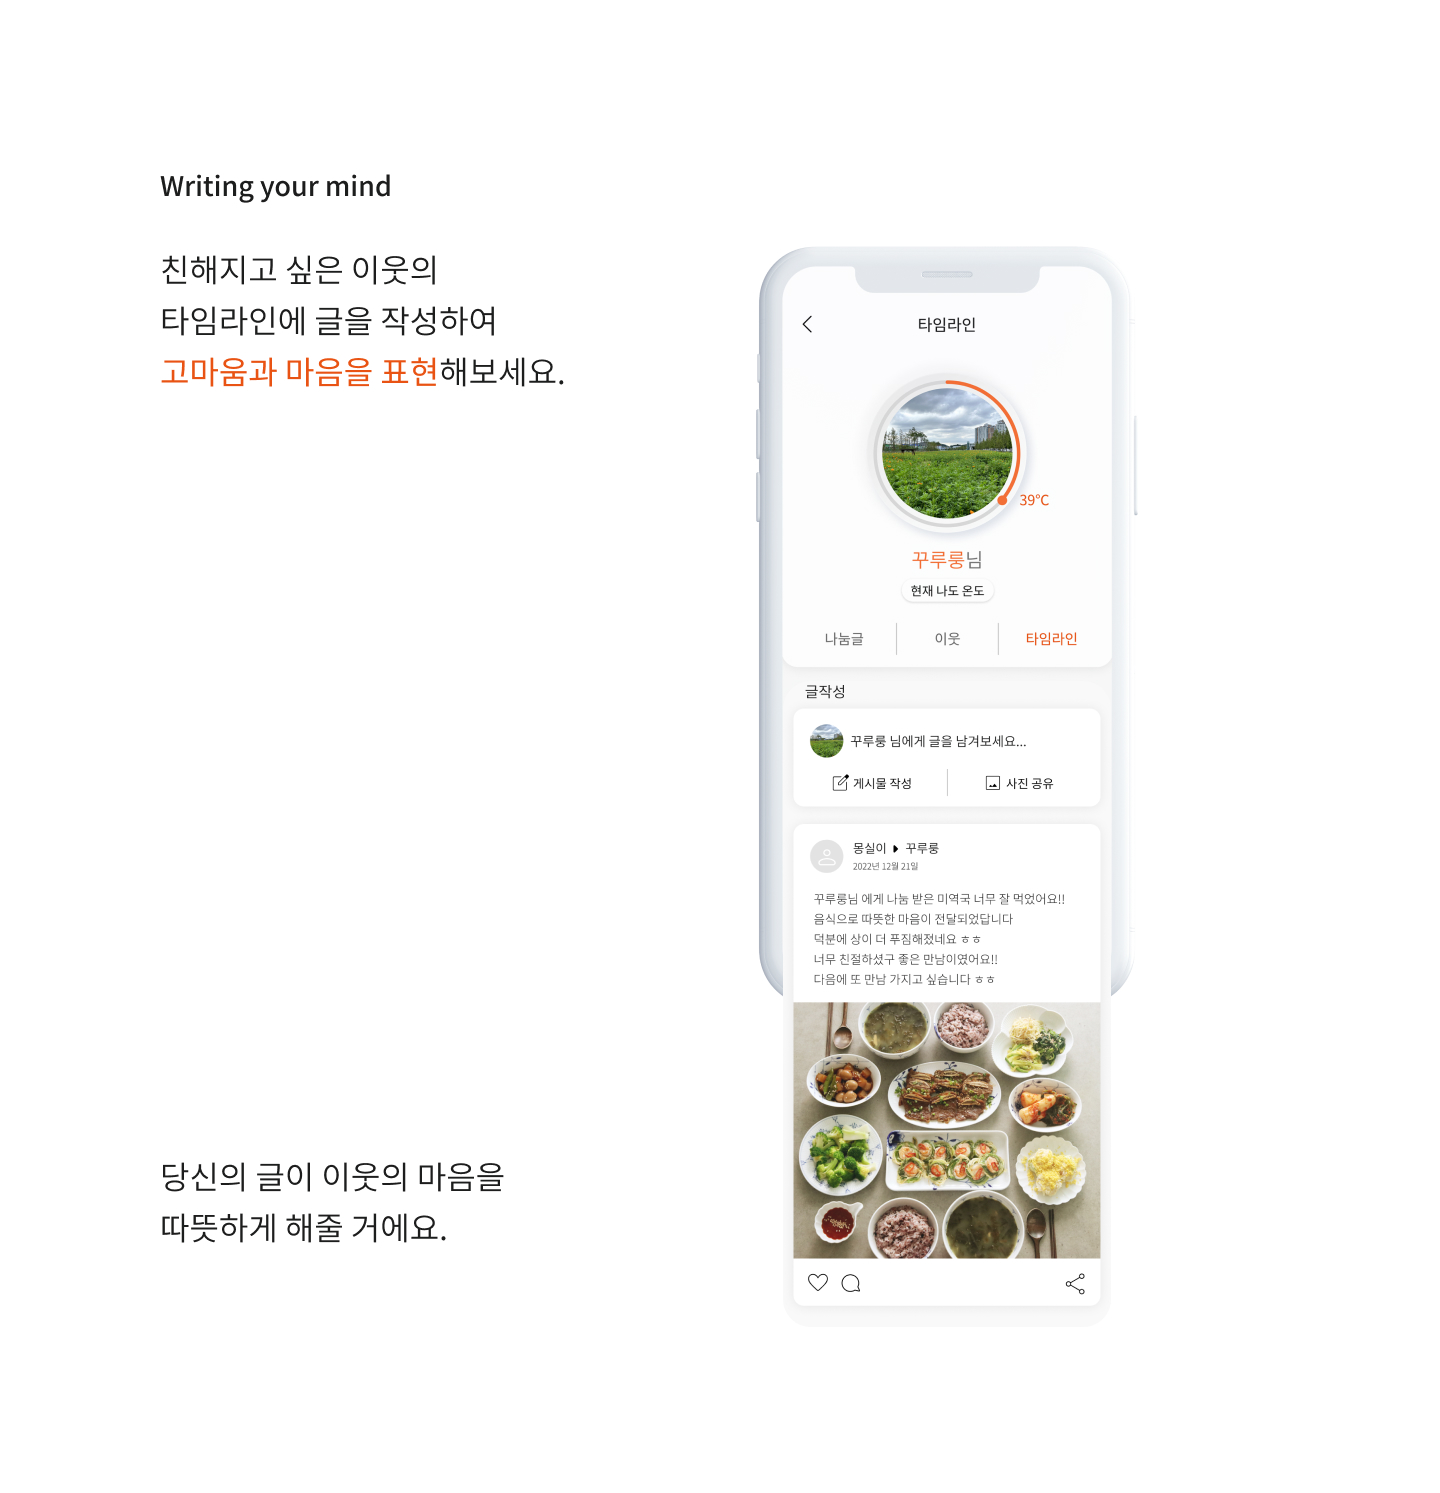 Writing your mind
친해지고 싶은 이웃의
타임라인에 글을 작성하여
고마움과 마음을 표현해보세요.
타임라인
39°C
꾸루룽님
현재 나도 온도
나눔글
이웃
타임라인
글작성
꾸루룽 님에게 글을 남겨보세요...
게시물 작성
사진 공유
몽실이 ▶ 꾸루룽
2022년 12월 21일
꾸루룽님 에게 나눔 받은 미역국 너무 잘 먹었어요!!
음식으로 따뜻한 마음이 전달되었답니다
덕분에 상이 더 푸짐해졌네요 ㅎㅎ
너무 친절하셨구 좋은 만남이였어요!!
다음에 또 만남 가지고 싶습니다 ㅎㅎ
당신의 글이 이웃의 마음을
따뜻하게 해줄 거에요.